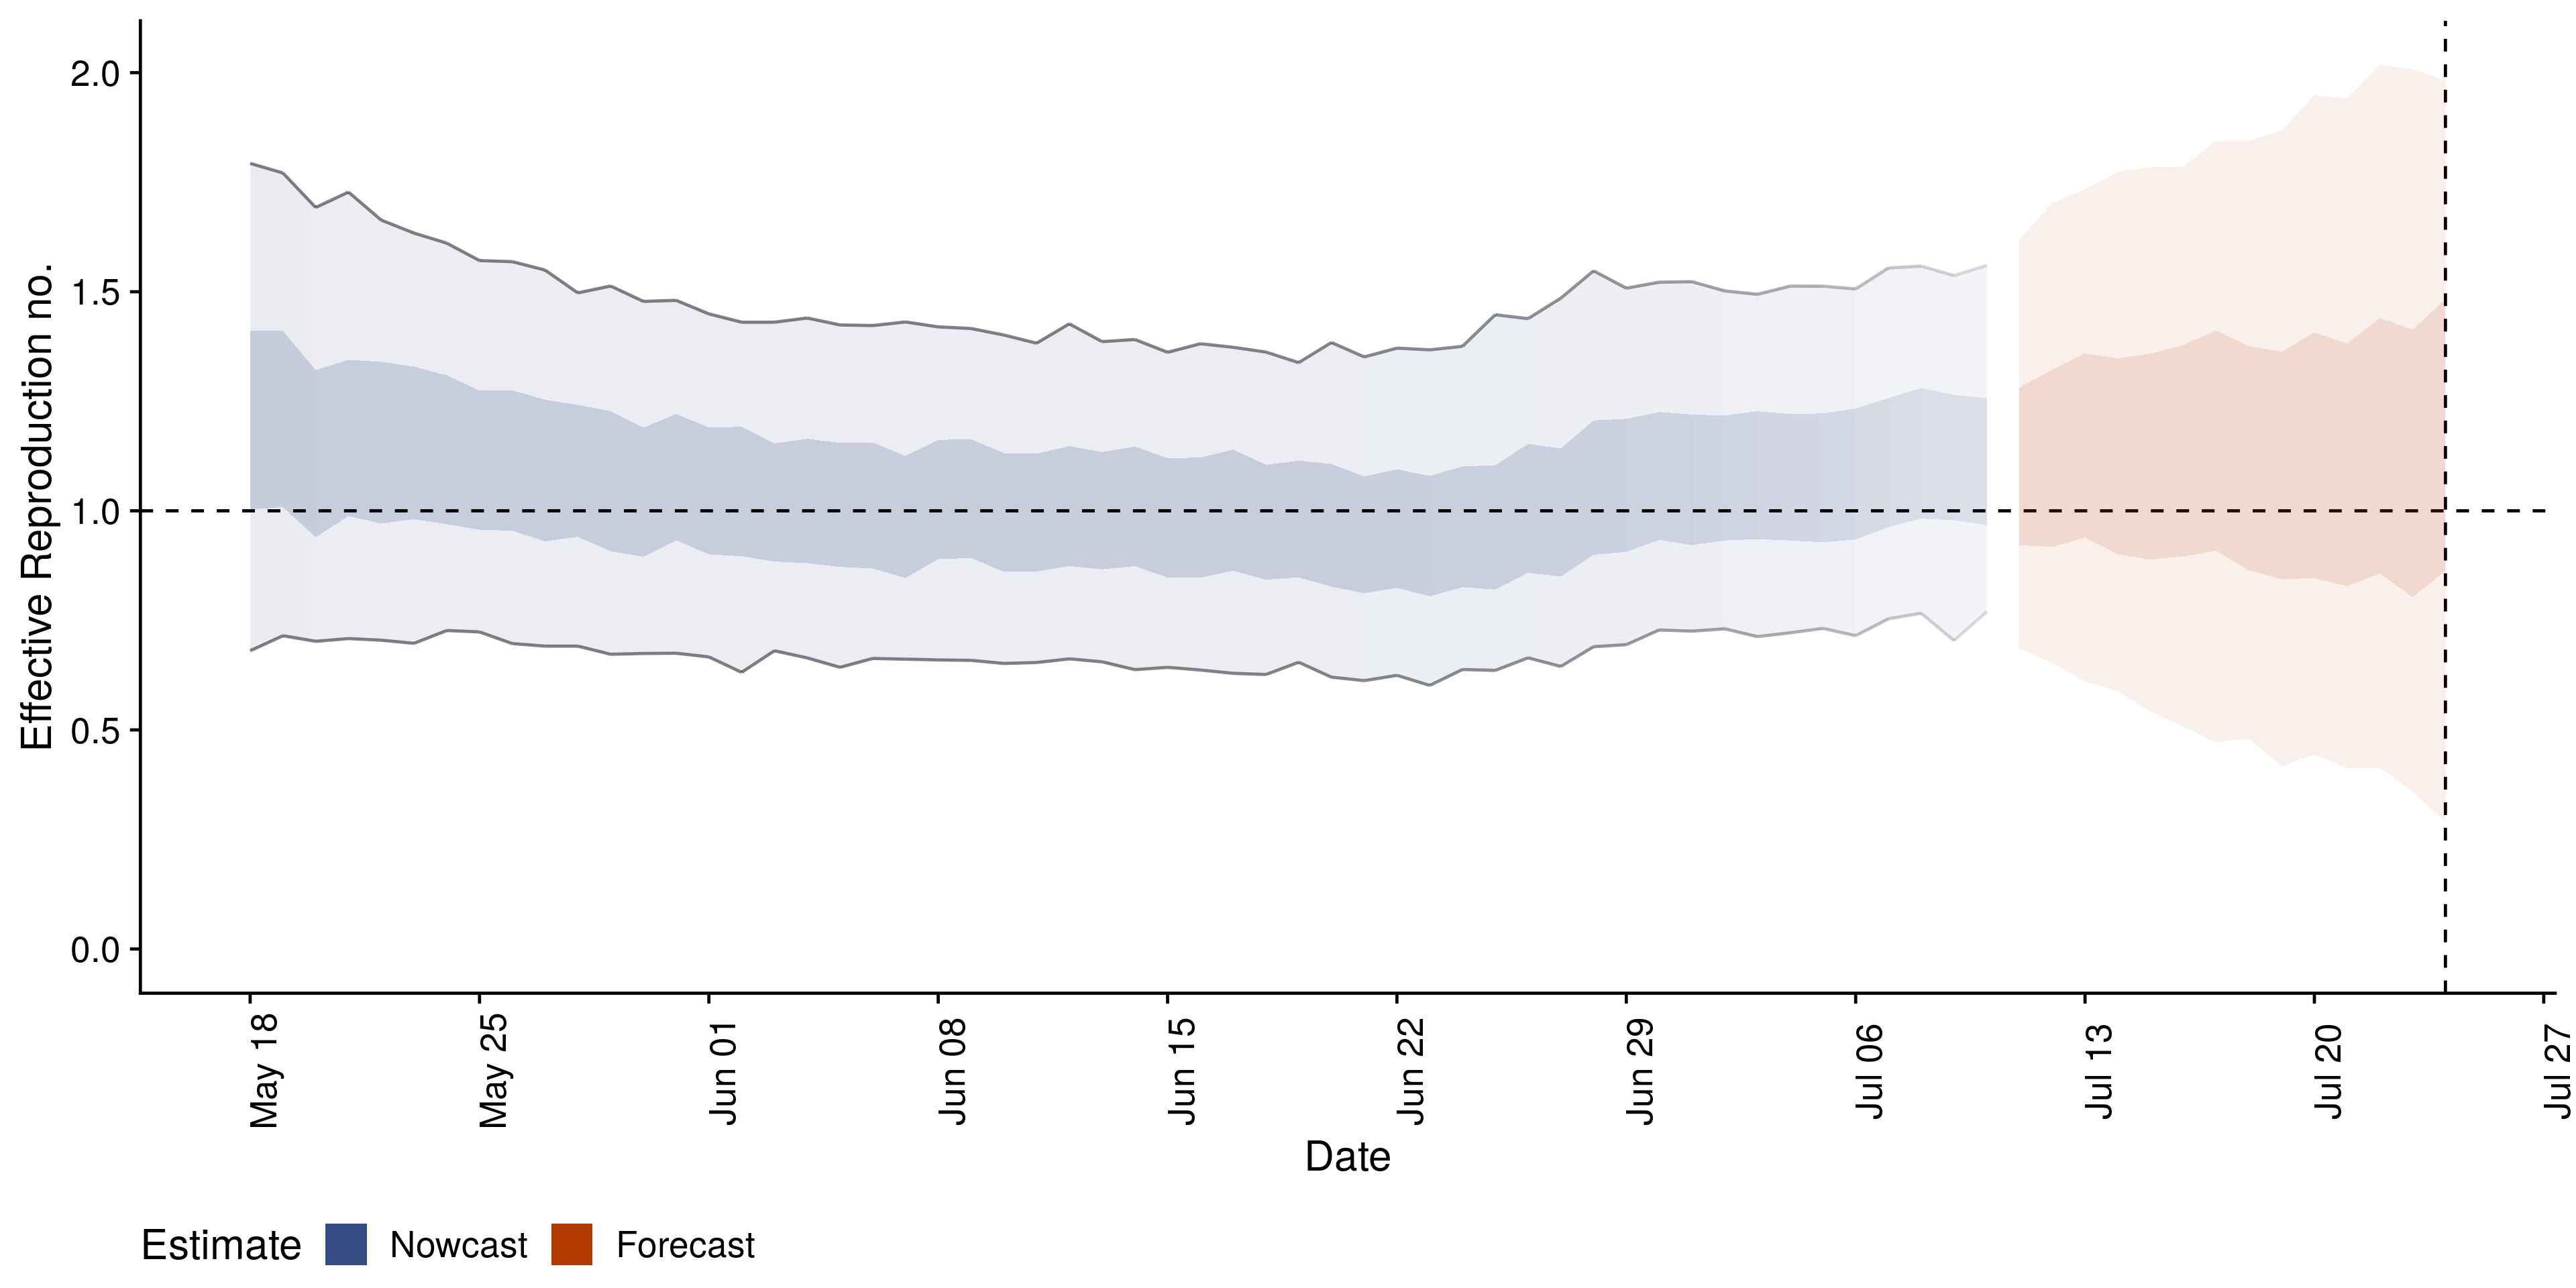 Effective Reproduction no.
2.0
1.5
1.0
0.5
0.0
May 18
May 25
Jun 01
Jun 08
Jun 15
Jun 22
Jun 29
Jul 06
Jul 13
Jul 20
Jul 27
Date
Estimate Nowcast Forecast